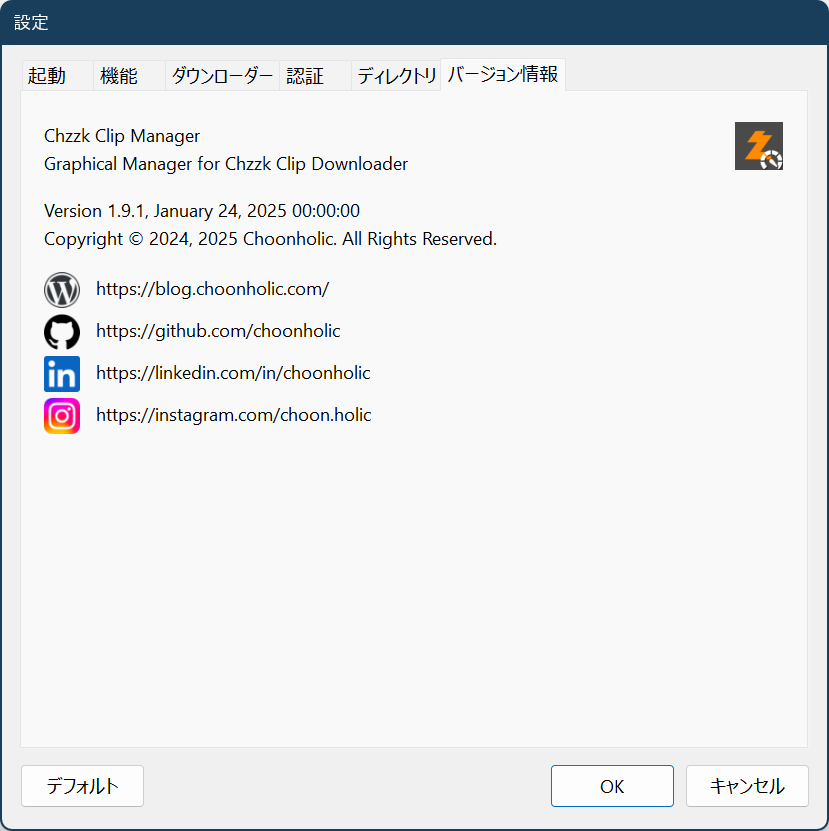 設定
起動 機能 ダウンローダー 認証 ディレクトリ バージョン情報
Chzzk Clip Manager
Graphical Manager for Chzzk Clip Downloader
Version 1.9.1, January 24, 2025 00:00:00
Copyright © 2024, 2025 Choonholic. All Rights Reserved.
https://blog.choonholic.com/
https://github.com/choonholic
https://linkedin.com/in/choonholic
https://instagram.com/choon.holic
デフォルト OK キャンセル